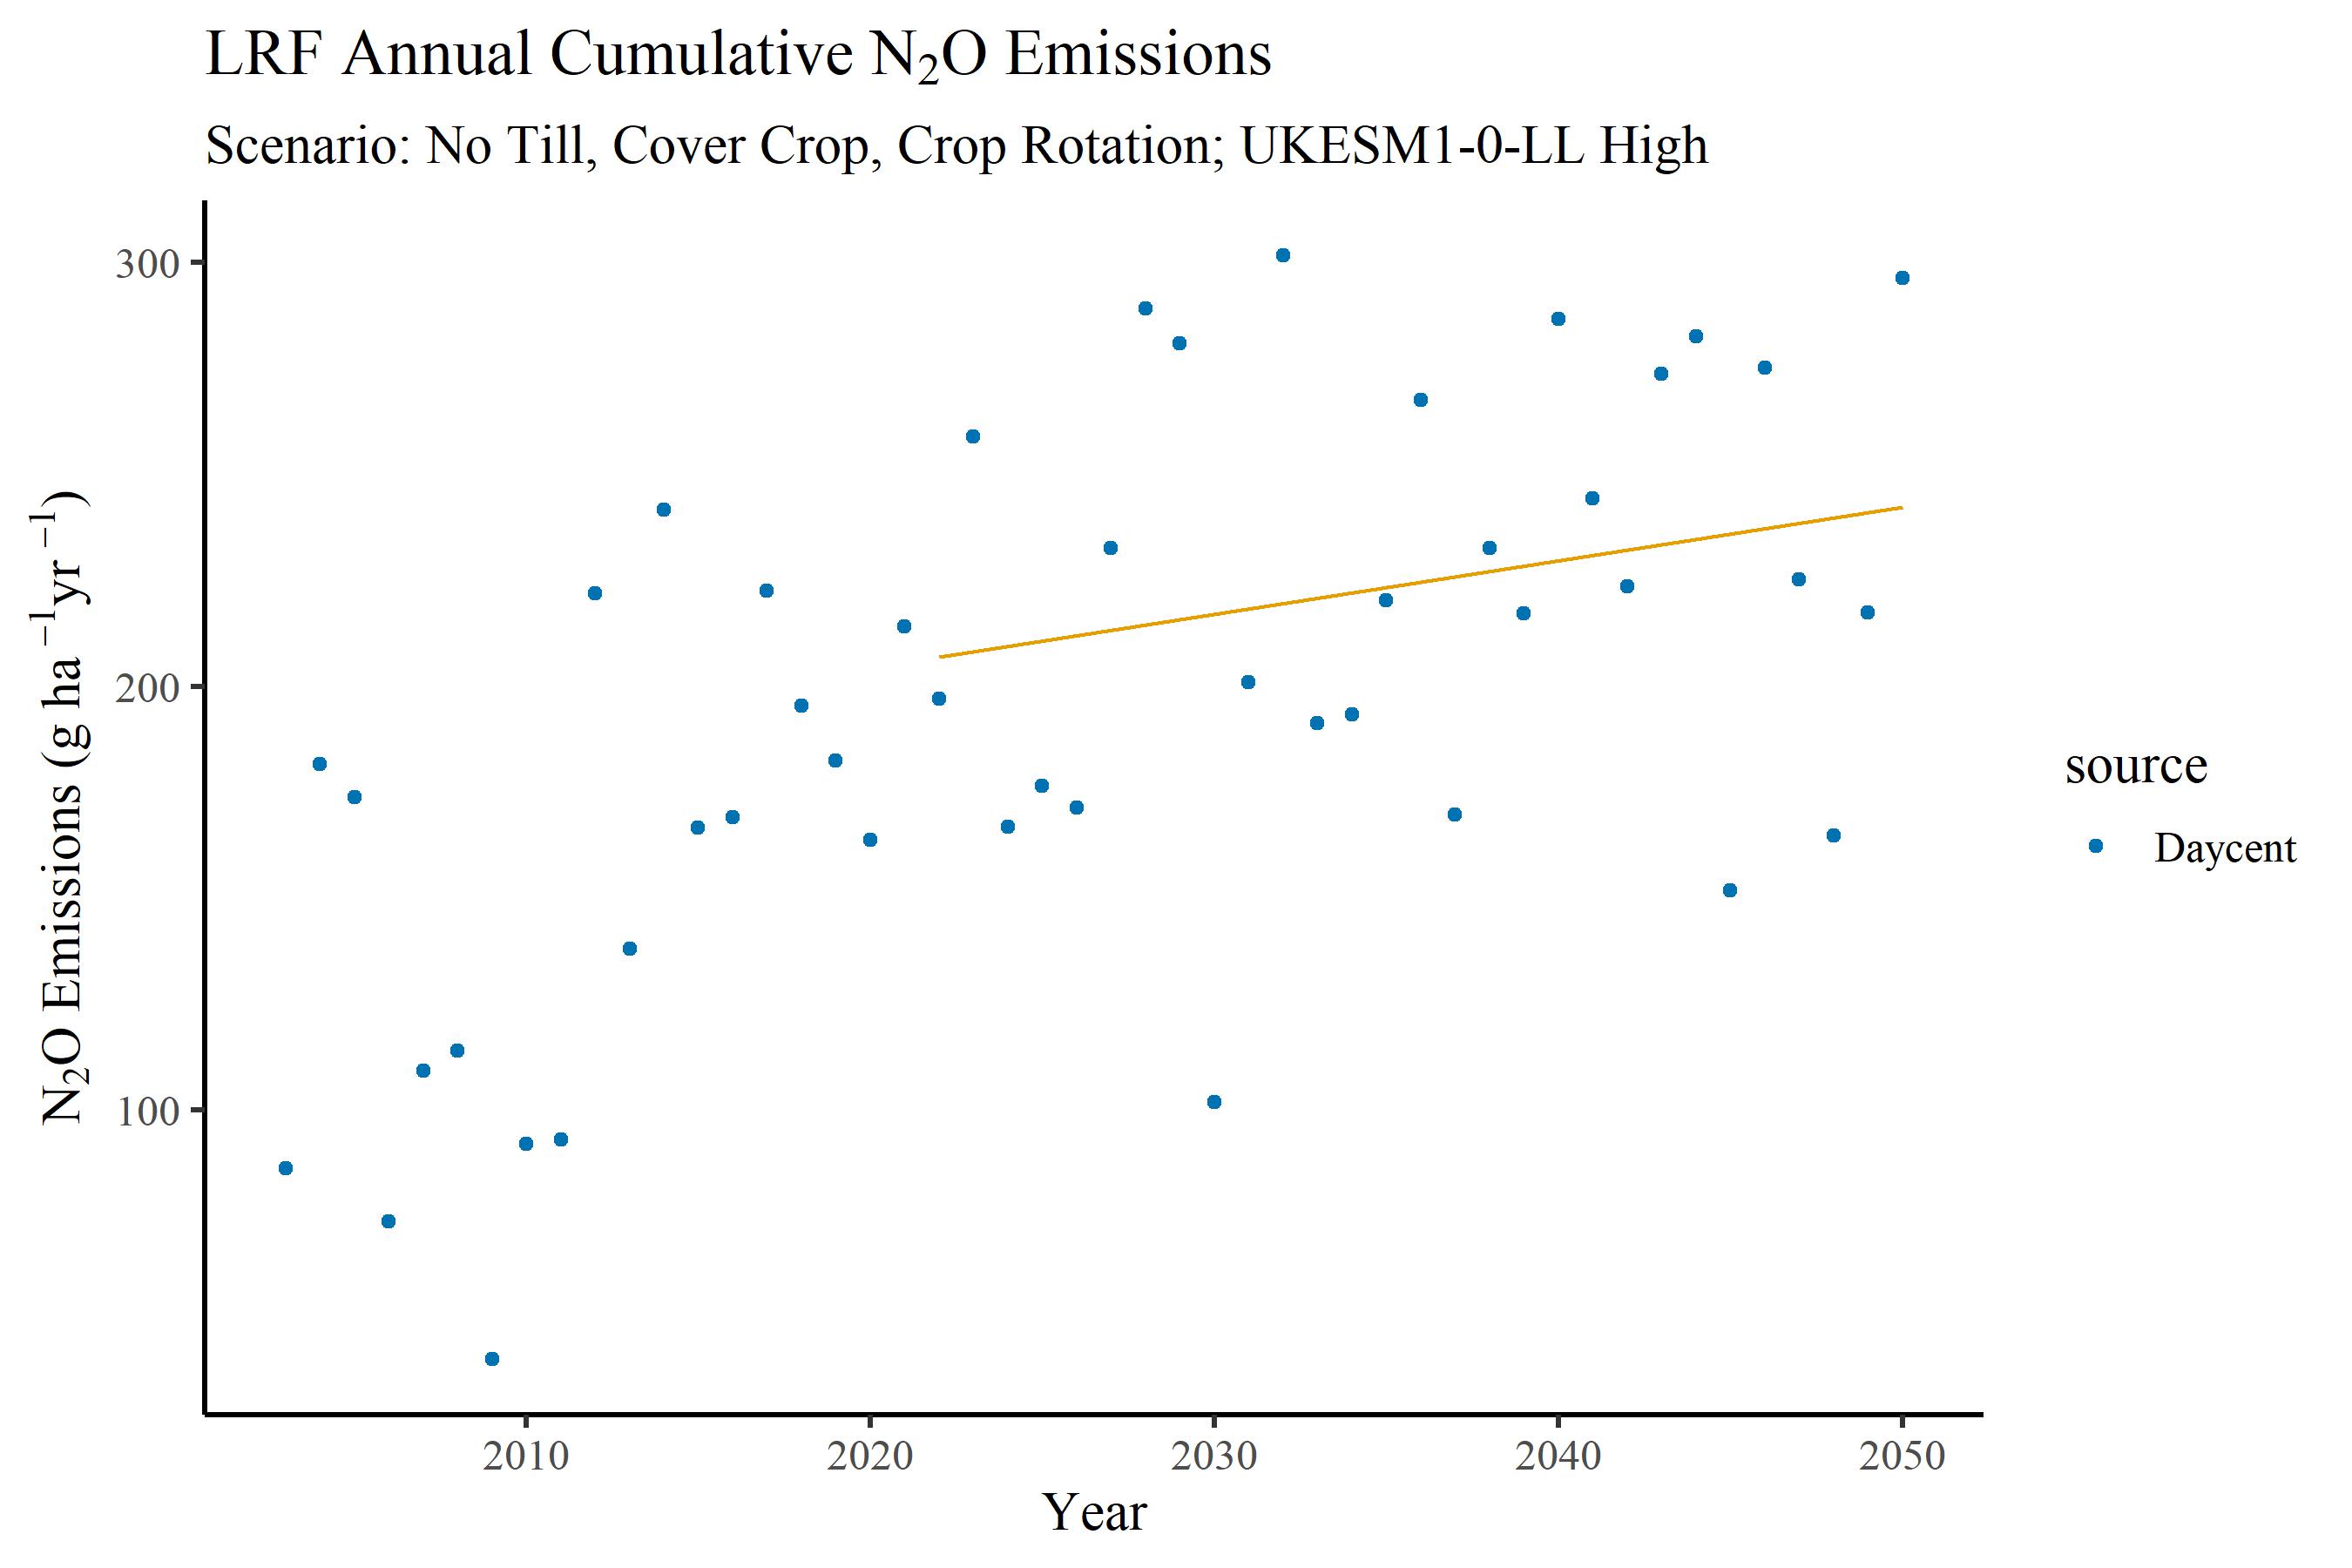 LRF Annual Cumulative N₂O Emissions
Scenario: No Till, Cover Crop, Crop Rotation; UKESM1-0-LL High
N₂O Emissions (g ha⁻¹yr⁻¹)
300
200
100
2010
2020
2030
2040
2050
Year
source
Daycent